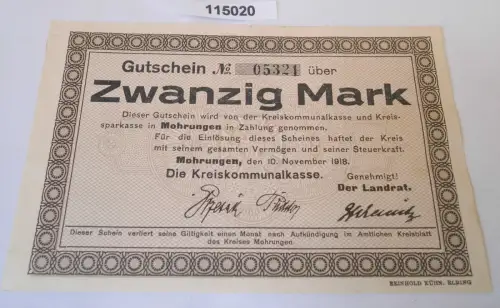 115020
Gutschein No. 05321 über
Zwanzig Mark
Dieser Gutschein wird von der Kreiskommunalkasse und Kreis-
sparkasse in Mohrungen in Zahlung genommen.
Für die Einlösung dieses Scheines haftet der Kreis
mit seinem gesamten Vermögen und seiner Steuerkraft.
Mohrungen, den 10. November 1918.
Die Kreiskommunalkasse.
Genehmigt!
Der Landrat.
Dieser Schein verliert seine Gültigkeit einen Monat nach Aufkündigung im Amtlichen Kreisblatt
des Kreises Mohrungen.
REINHOLD KÜHN, ELBING